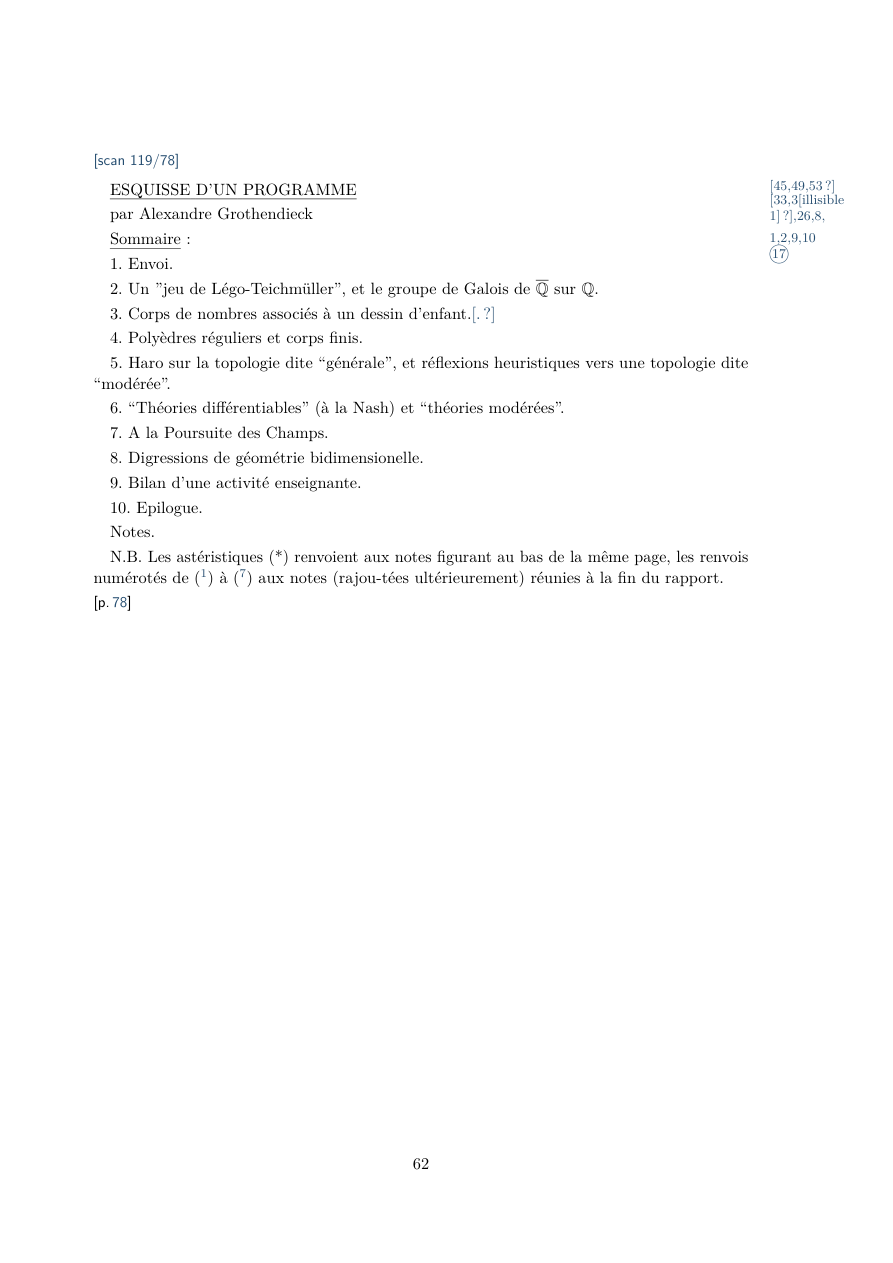 [scan 119/78]
ESQUISSE D'UN PROGRAMME
[45,49,53 ?]
[33,3[illisible
par Alexandre Grothendieck
1] ?],26,8,
Sommaire :
1,2,9,10
17
1. Envoi.
2. Un ”jeu de Légo-Teichmüller”, et le groupe de Galois de Q̅ sur ℚ.
3. Corps de nombres associés à un dessin d'enfant.[. ?]
4. Polyèdres réguliers et corps finis.
5. Haro sur la topologie dite “générale”, et réflexions heuristiques vers une topologie dite
“modérée”.
6. “Théories différentiables” (à la Nash) et “théories modérées”.
7. A la Poursuite des Champs.
8. Digressions de géométrie bidimensionelle.
9. Bilan d'une activité enseignante.
10. Epilogue.
Notes.
N.B. Les astéristiques (*) renvoient aux notes figurant au bas de la même page, les renvois
numérotés de (¹) à (⁷) aux notes (rajou-tées ultérieurement) réunies à la fin du rapport.
[p. 78]
62